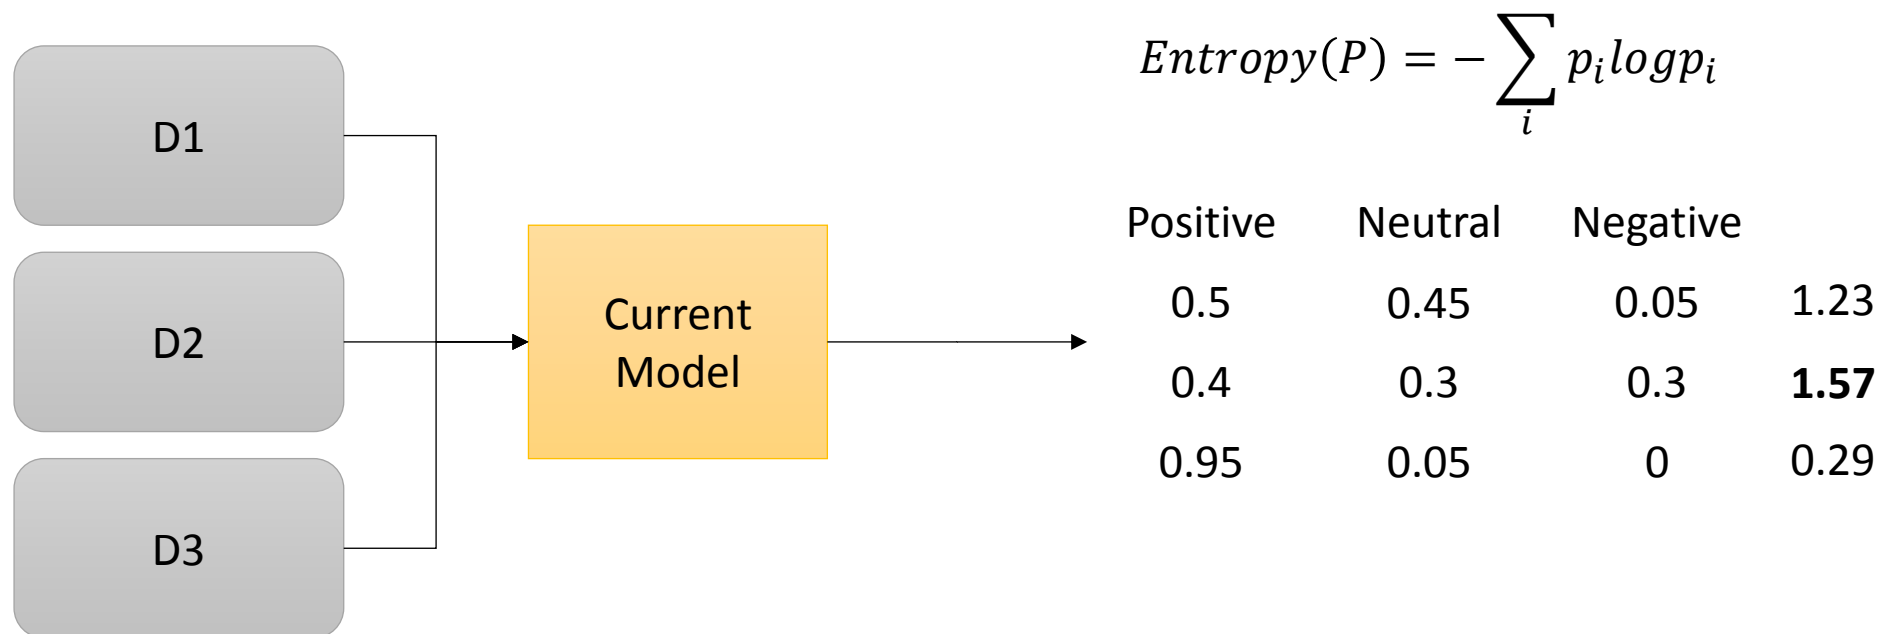 Entropy(P) = − ∑ p_i log p_i
i
D1
D2
D3
Current
Model
Positive Neutral Negative
0.5 0.45 0.05 1.23
0.4 0.3 0.3 1.57
0.95 0.05 0 0.29